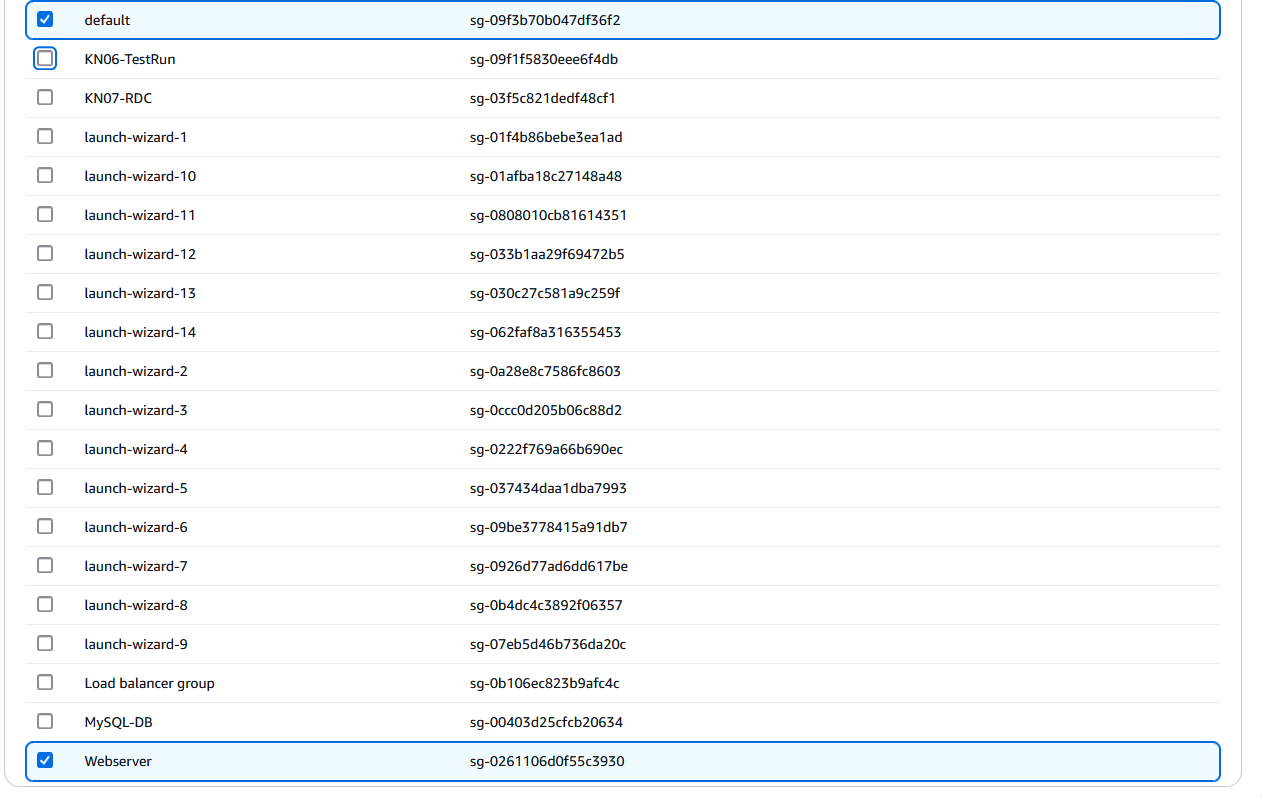 default sg-09f3b70b047df36f2
KN06-TestRun sg-09f1f5830eee6f4db
KN07-RDC sg-03f5c821dedf48cf1
launch-wizard-1 sg-01f4b86bebe3ea1ad
launch-wizard-10 sg-01afba18c27148a48
launch-wizard-11 sg-0808010cb81614351
launch-wizard-12 sg-033b1aa29f69472b5
launch-wizard-13 sg-030c27c581a9c259f
launch-wizard-14 sg-062faf8a316355453
launch-wizard-2 sg-0a28e8c7586fc8603
launch-wizard-3 sg-0ccc0d205b06c88d2
launch-wizard-4 sg-0222f769a66b690ec
launch-wizard-5 sg-037434daa1dba7993
launch-wizard-6 sg-09be3778415a91db7
launch-wizard-7 sg-0926d77ad6dd617be
launch-wizard-8 sg-0b4dc4c3892f06357
launch-wizard-9 sg-07eb5d46b736da20c
Load balancer group sg-0b106ec823b9afc4c
MySQL-DB sg-00403d25cfcb20634
Webserver sg-0261106d0f55c3930